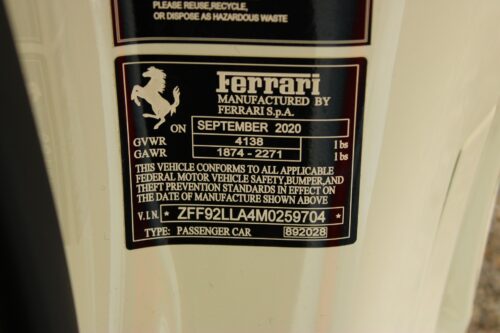 PLEASE REUSE,RECYCLE,
OR DISPOSE AS HAZARDOUS WASTE
Ferrari
MANUFACTURED BY
FERRARI S.p.A.
ON SEPTEMBER 2020
GVWR 4138 lbs
GAWR 1874 - 2271 lbs
THIS VEHICLE CONFORMS TO ALL APPLICABLE
FEDERAL MOTOR VEHICLE SAFETY,BUMPER,AND
THEFT PREVENTION STANDARDS IN EFFECT ON
THE DATE OF MANUFACTURE SHOWN ABOVE
V.I.N. * ZFF92LLA4M0259704 *
TYPE: PASSENGER CAR 892028